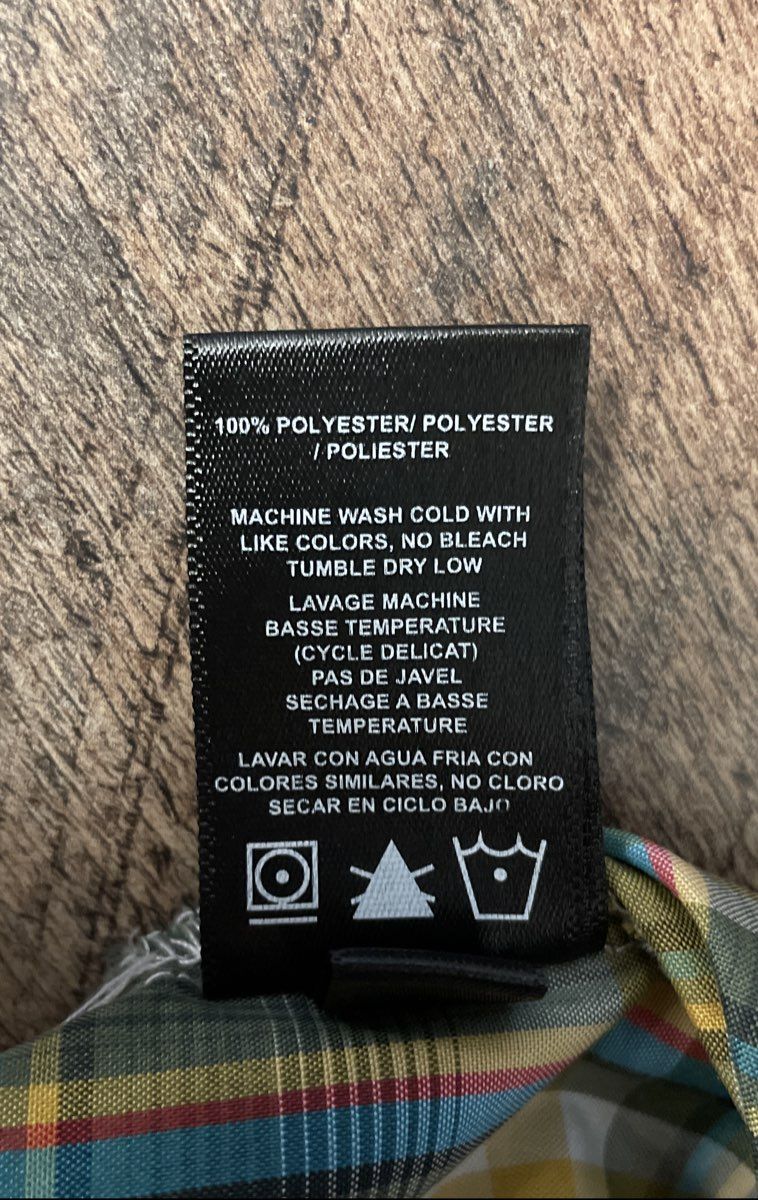 100% POLYESTER/ POLYESTER
/ POLIESTER
MACHINE WASH COLD WITH
LIKE COLORS, NO BLEACH
TUMBLE DRY LOW
LAVAGE MACHINE
BASSE TEMPERATURE
(CYCLE DELICAT)
PAS DE JAVEL
SECHAGE A BASSE
TEMPERATURE
LAVAR CON AGUA FRIA CON
COLORES SIMILARES, NO CLORO
SECAR EN CICLO BAJO